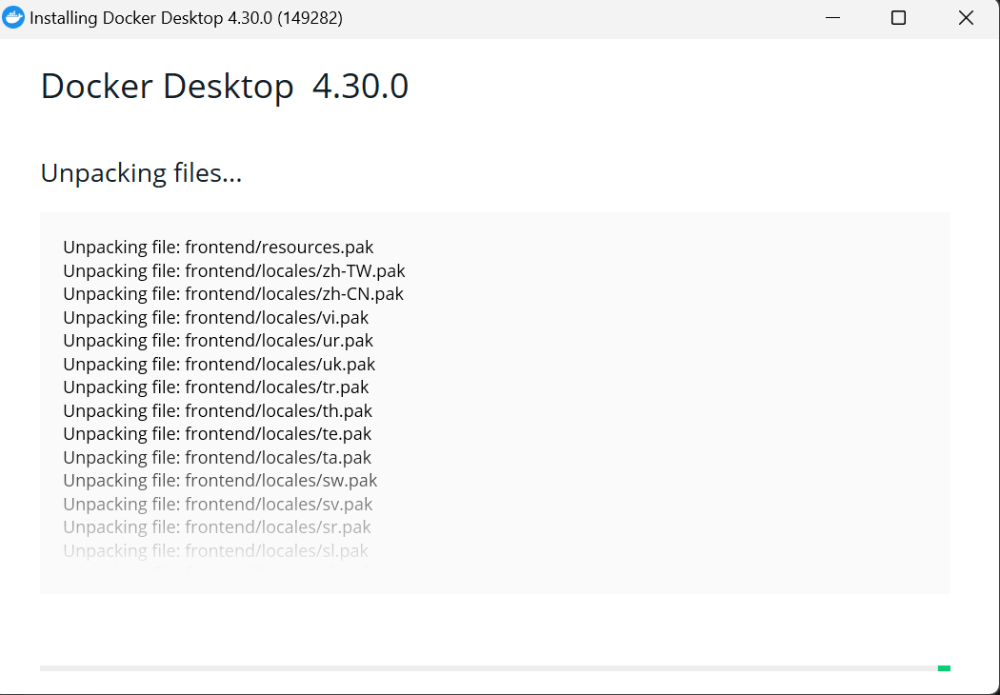 Installing Docker Desktop 4.30.0 (149282)
Docker Desktop 4.30.0
Unpacking files...
Unpacking file: frontend/resources.pak
Unpacking file: frontend/locales/zh-TW.pak
Unpacking file: frontend/locales/zh-CN.pak
Unpacking file: frontend/locales/vi.pak
Unpacking file: frontend/locales/ur.pak
Unpacking file: frontend/locales/uk.pak
Unpacking file: frontend/locales/tr.pak
Unpacking file: frontend/locales/th.pak
Unpacking file: frontend/locales/te.pak
Unpacking file: frontend/locales/ta.pak
Unpacking file: frontend/locales/sw.pak
Unpacking file: frontend/locales/sv.pak
Unpacking file: frontend/locales/sr.pak
Unpacking file: frontend/locales/sl.pak